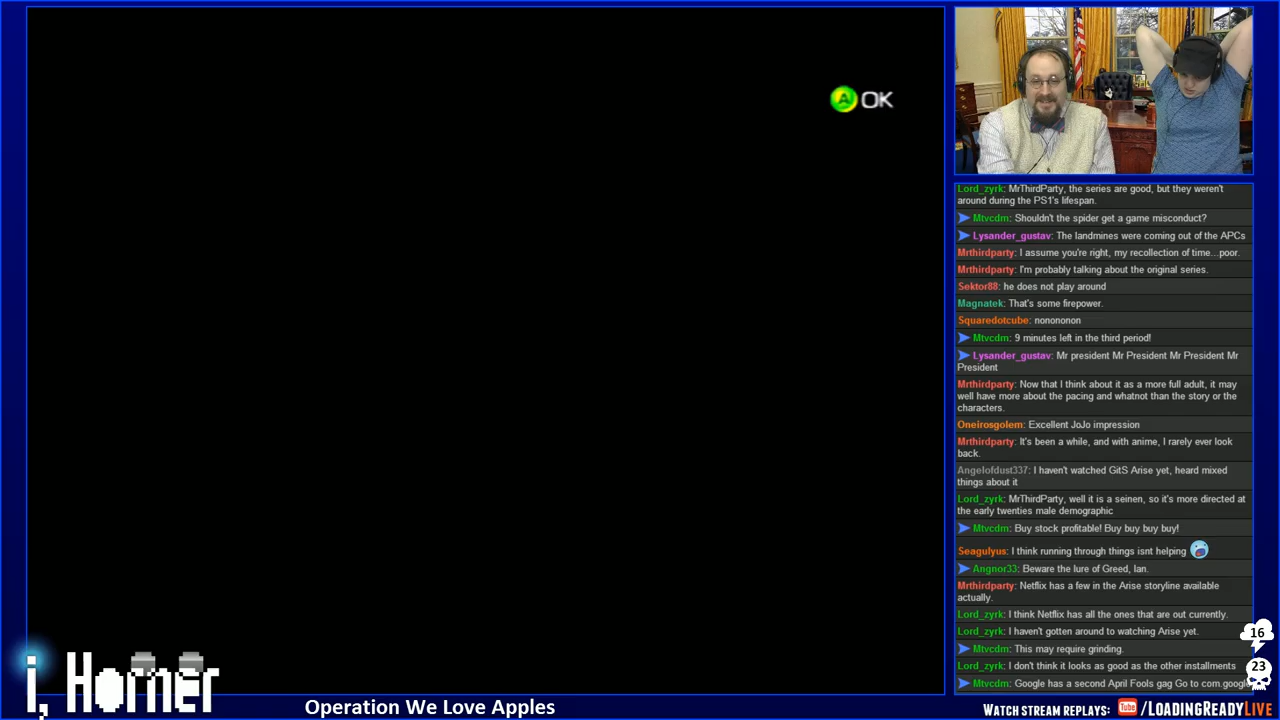 A OK
Lord_zyrk: MrThirdParty, the series are good, but they weren't
around during the PS1's lifespan.
Mtvcdm: Shouldn't the spider get a game misconduct?
Lysander_gustav: The landmines were coming out of the APCs
Mrthirdparty: I assume you're right, my recollection of time...poor.
Mrthirdparty: I'm probably talking about the original series.
Sektor88: he does not play around
Magnatek: That's some firepower.
Squaredotcube: nonononon
Mtvcdm: 9 minutes left in the third period!
Lysander_gustav: Mr president Mr President Mr President Mr
President
Mrthirdparty: Now that I think about it as a more full adult, it may
well have more about the pacing and whatnot than the story or the
characters.
Oneirosgolem: Excellent JoJo impression
Mrthirdparty: It's been a while, and with anime, I rarely ever look
back.
Angelofdust337: I haven't watched GitS Arise yet, heard mixed
things about it
Lord_zyrk: MrThirdParty, well it is a seinen, so it's more directed at
the early twenties male demographic
Mtvcdm: Buy stock profitable! Buy buy buy buy!
Seagulyus: I think running through things isnt helping
Angnor33: Beware the lure of Greed, Ian.
Mrthirdparty: Netflix has a few in the Arise storyline available
actually.
Lord_zyrk: I think Netflix has all the ones that are out currently.
Lord_zyrk: I haven't gotten around to watching Arise yet.
Mtvcdm: This may require grinding.
Lord_zyrk: I don't think it looks as good as the other installments
Mtvcdm: Google has a second April Fools gag Go to com.google
16
23
i, Horner
Operation We Love Apples
WATCH STREAM REPLAYS: You Tube /LOADINGREADYLIVE